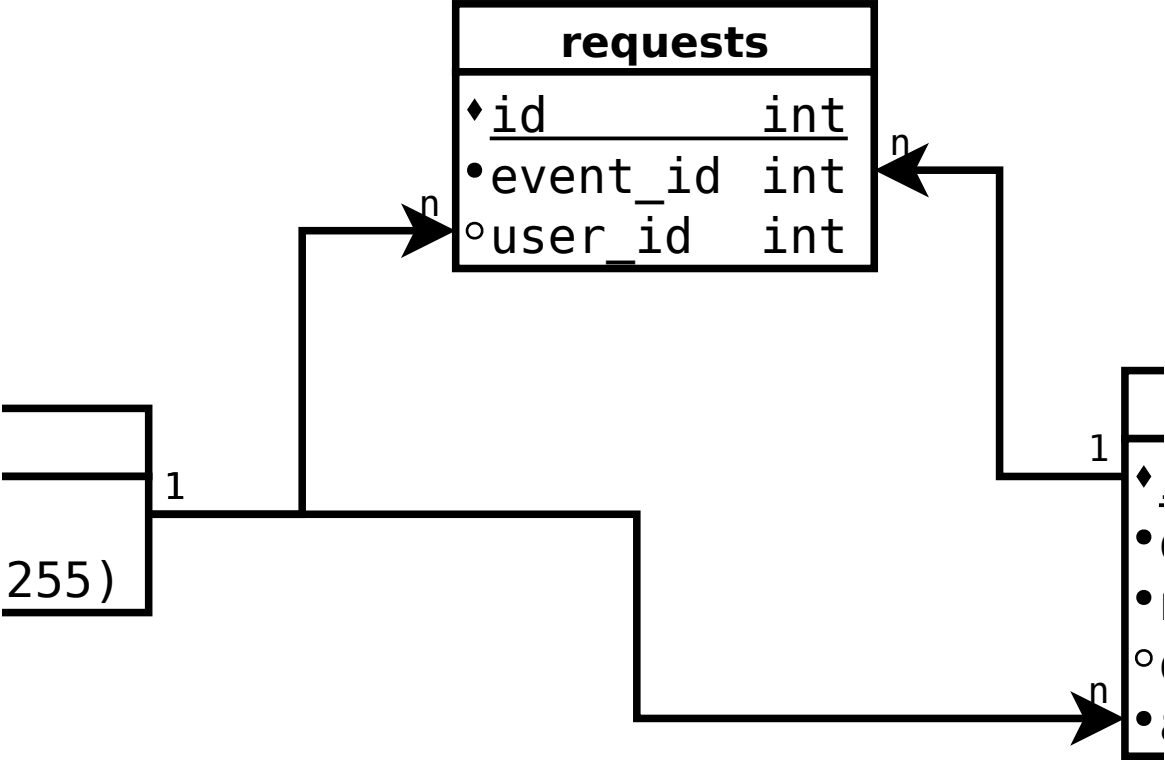 requests
id int
event_id int
user_id int
n
n
1
1
255)
n